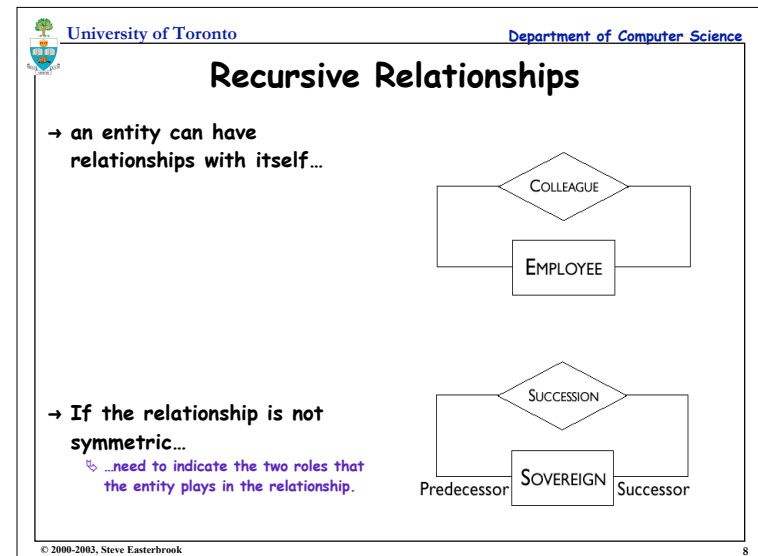 University of Toronto
Department of Computer Science
Recursive Relationships
→ an entity can have
relationships with itself…
COLLEAGUE
EMPLOYEE
→ If the relationship is not
symmetric…
…need to indicate the two roles that
the entity plays in the relationship.
SUCCESSION
Predecessor SOVEREIGN Successor
© 2000-2003, Steve Easterbrook
8